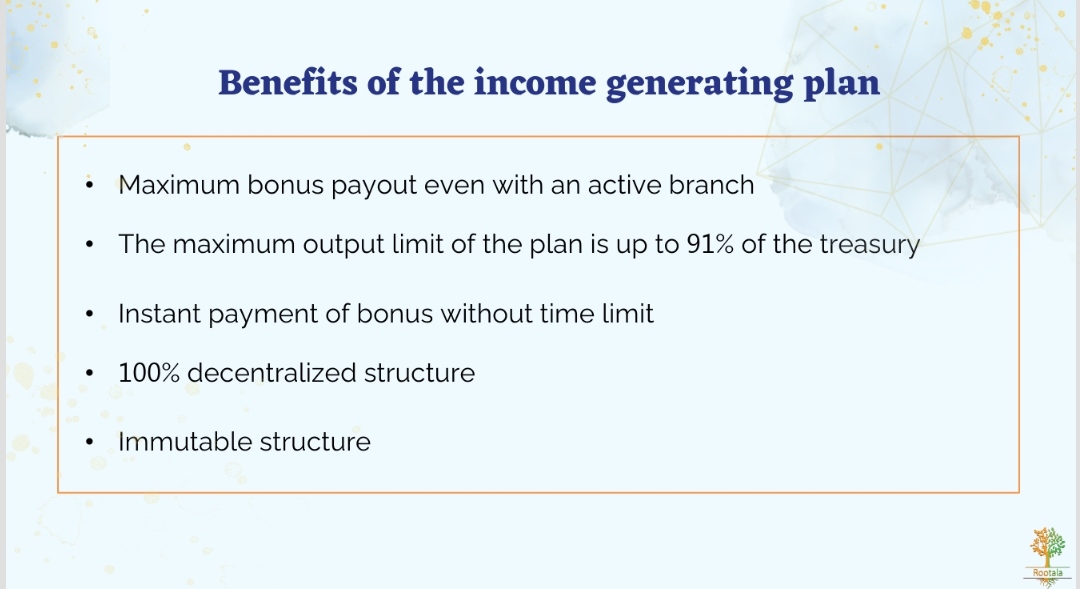 Benefits of the income generating plan
• Maximum bonus payout even with an active branch
• The maximum output limit of the plan is up to 91% of the treasury
• Instant payment of bonus without time limit
• 100% decentralized structure
• Immutable structure
Rootala